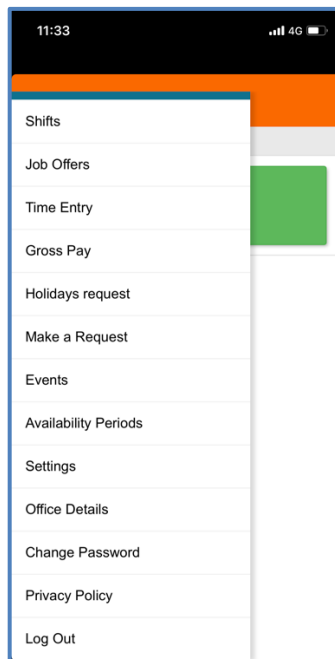 11:33
4G
Shifts
Job Offers
Time Entry
Gross Pay
Holidays request
Make a Request
Events
Availability Periods
Settings
Office Details
Change Password
Privacy Policy
Log Out